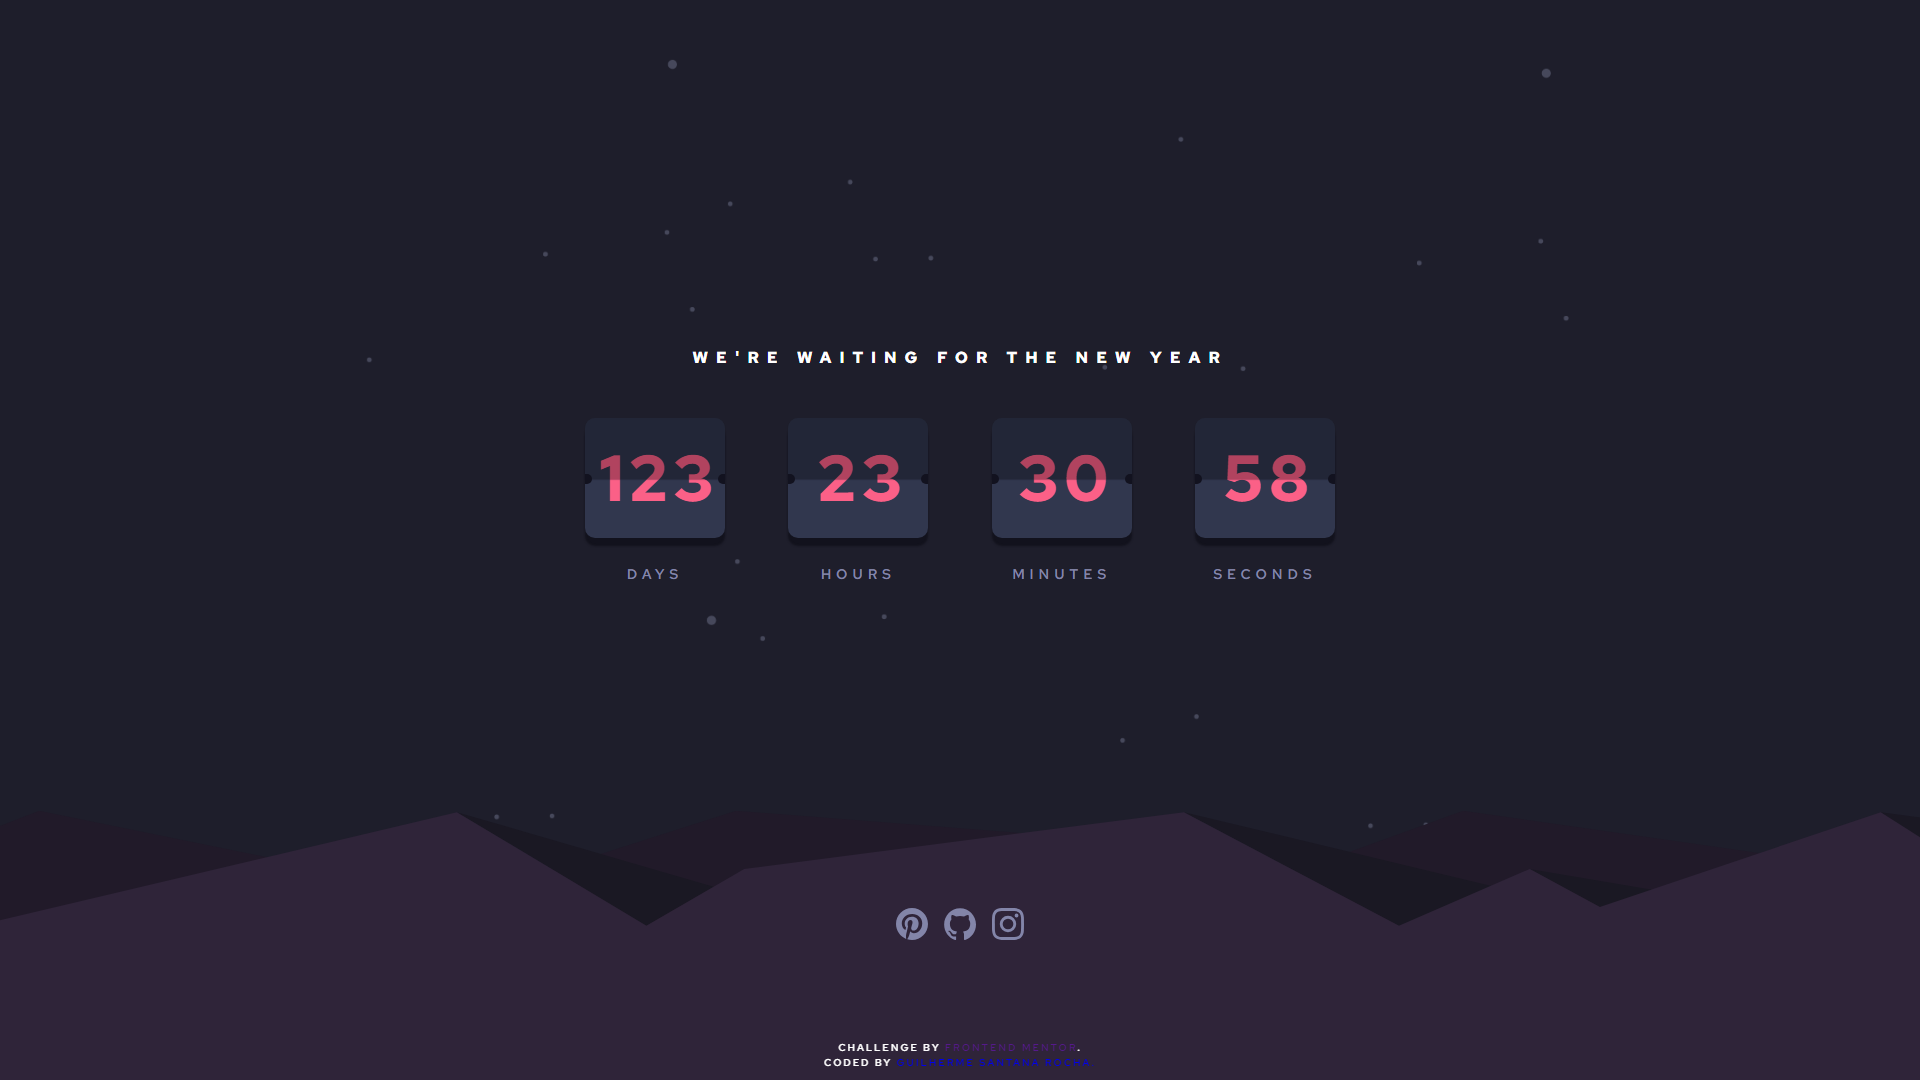 WE'RE WAITING FOR THE NEW YEAR
123 23 30 58
DAYS HOURS MINUTES SECONDS
CHALLENGE BY FRONTEND MENTOR.
CODED BY GUILHERME SANTANA ROCHA.